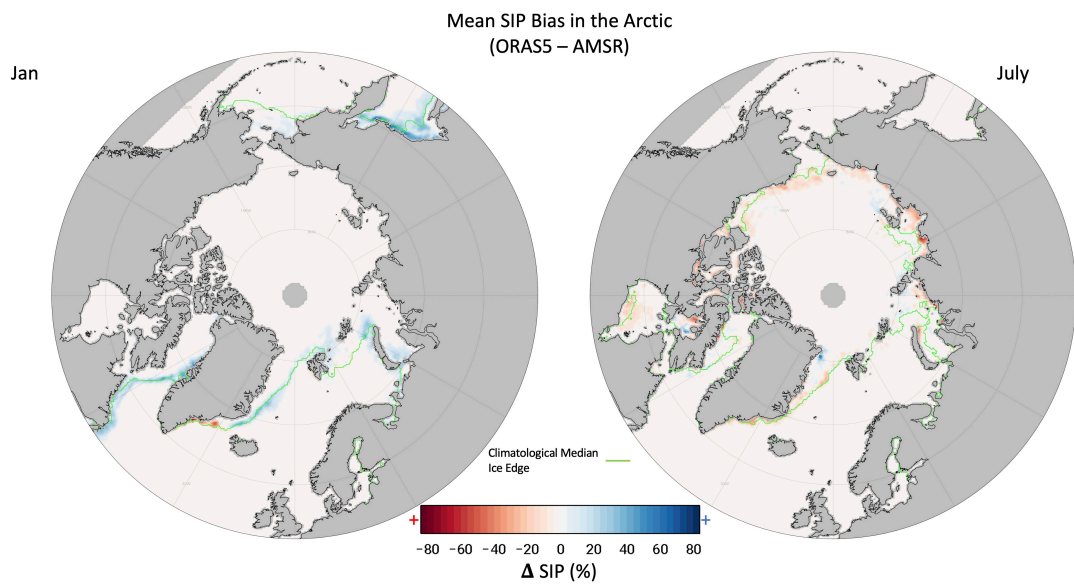 Mean SIP Bias in the Arctic
(ORAS5 – AMSR)
Jan
July
Climatological Median
Ice Edge
+
+
-80 -60 -40 -20 0 20 40 60 80
Δ SIP (%)